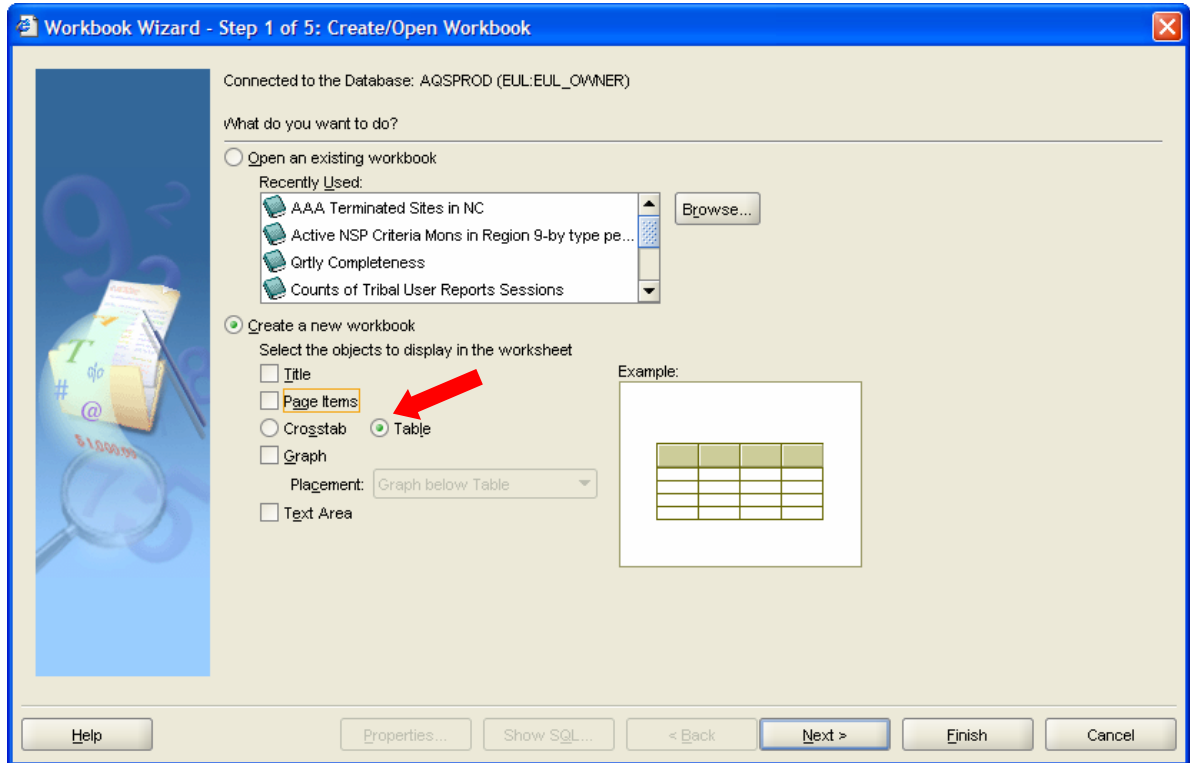 Workbook Wizard - Step 1 of 5: Create/Open Workbook
Connected to the Database: AQSPROD (EUL:EUL_OWNER)
What do you want to do?
Open an existing workbook
Recently Used:
AAA Terminated Sites in NC
Browse...
Active NSP Criteria Mons in Region 9-by type pe...
Qrtly Completeness
Counts of Tribal User Reports Sessions
Create a new workbook
Select the objects to display in the worksheet
Title
Example:
Page Items
Crosstab Table
Graph
Placement: Graph below Table
Text Area
# @
$1,000.00
Help Properties... Show SQL... < Back Next > Finish Cancel